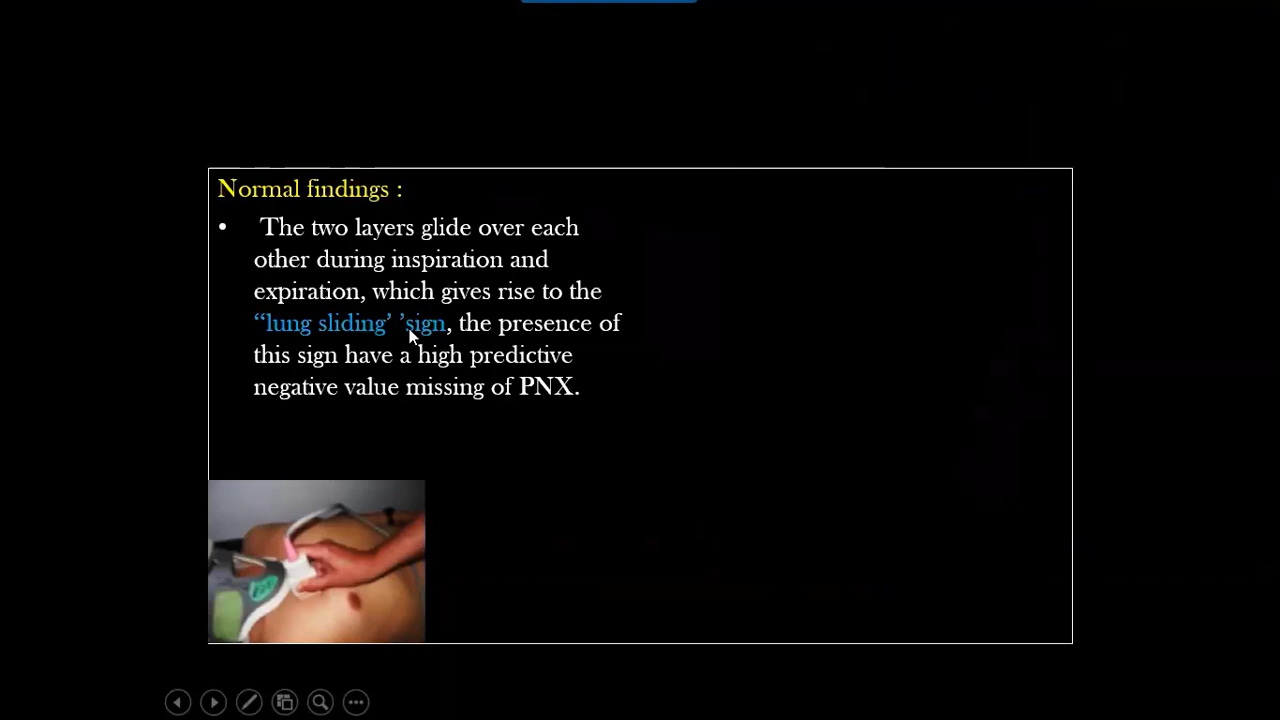 Normal findings :
• The two layers glide over each
other during inspiration and
expiration, which gives rise to the
“lung sliding’ ’sign, the presence of
this sign have a high predictive
negative value missing of PNX.